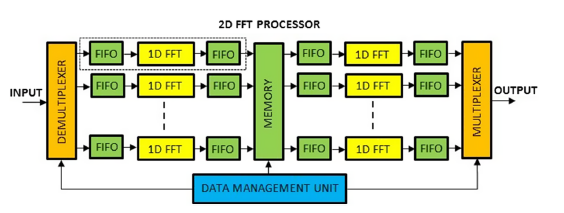 2D FFT PROCESSOR
INPUT
DEMULTIPLEXER
FIFO
1D FFT
FIFO
FIFO
1D FFT
FIFO
FIFO
1D FFT
FIFO
MEMORY
FIFO
1D FFT
FIFO
FIFO
1D FFT
FIFO
FIFO
1D FFT
FIFO
MULTIPLEXER
OUTPUT
DATA MANAGEMENT UNIT